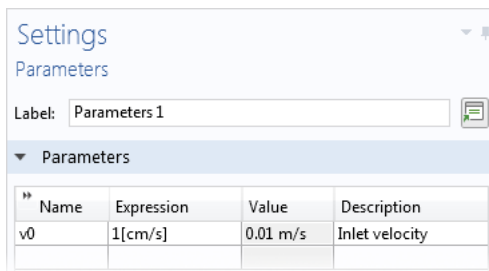 Settings
Parameters
Label: Parameters 1
Parameters
Name Expression Value Description
v0 1[cm/s] 0.01 m/s Inlet velocity